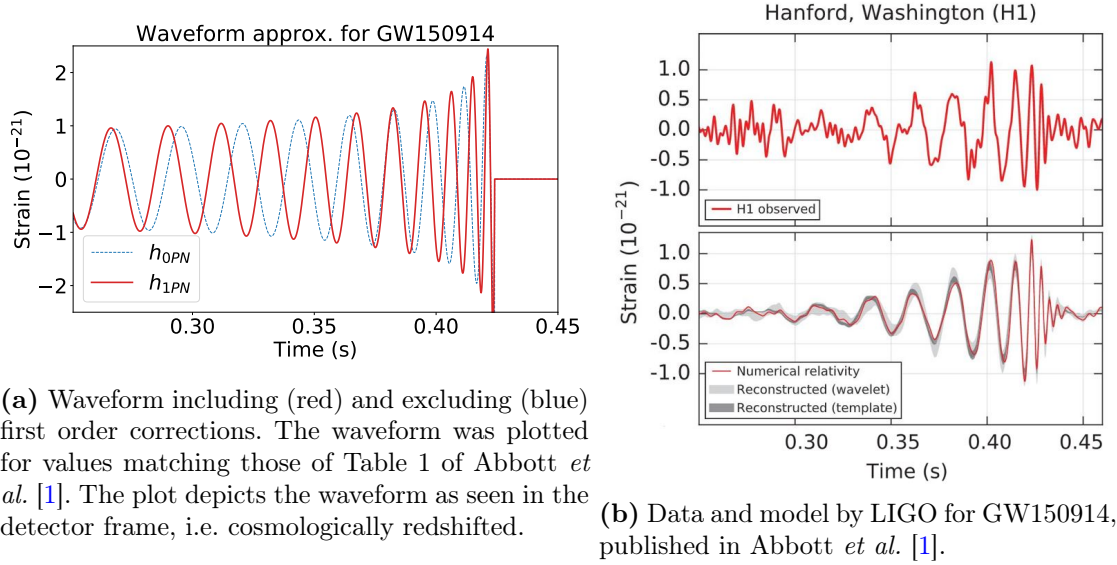 Waveform approx. for GW150914
Strain (10⁻²¹)
2
1
0
−1
−2
h0PN
h1PN
0.30 0.35 0.40 0.45
Time (s)
(a) Waveform including (red) and excluding (blue)
first order corrections. The waveform was plotted
for values matching those of Table 1 of Abbott et
al. [1]. The plot depicts the waveform as seen in the
detector frame, i.e. cosmologically redshifted.
Hanford, Washington (H1)
Strain (10⁻²¹)
1.0
0.5
0.0
-0.5
-1.0
H1 observed
1.0
0.5
0.0
-0.5
-1.0
Numerical relativity
Reconstructed (wavelet)
Reconstructed (template)
0.30 0.35 0.40 0.45
Time (s)
(b) Data and model by LIGO for GW150914,
published in Abbott et al. [1].